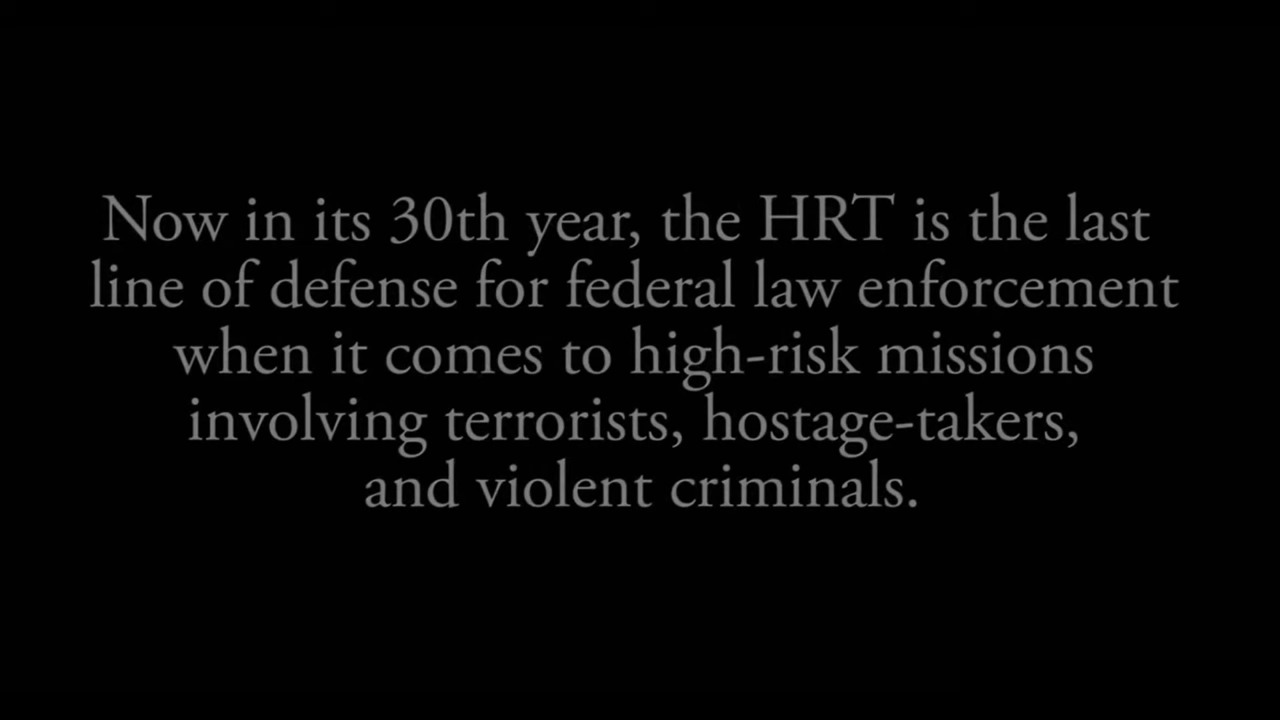 Now in its 30th year, the HRT is the last
line of defense for federal law enforcement
when it comes to high-risk missions
involving terrorists, hostage-takers,
and violent criminals.